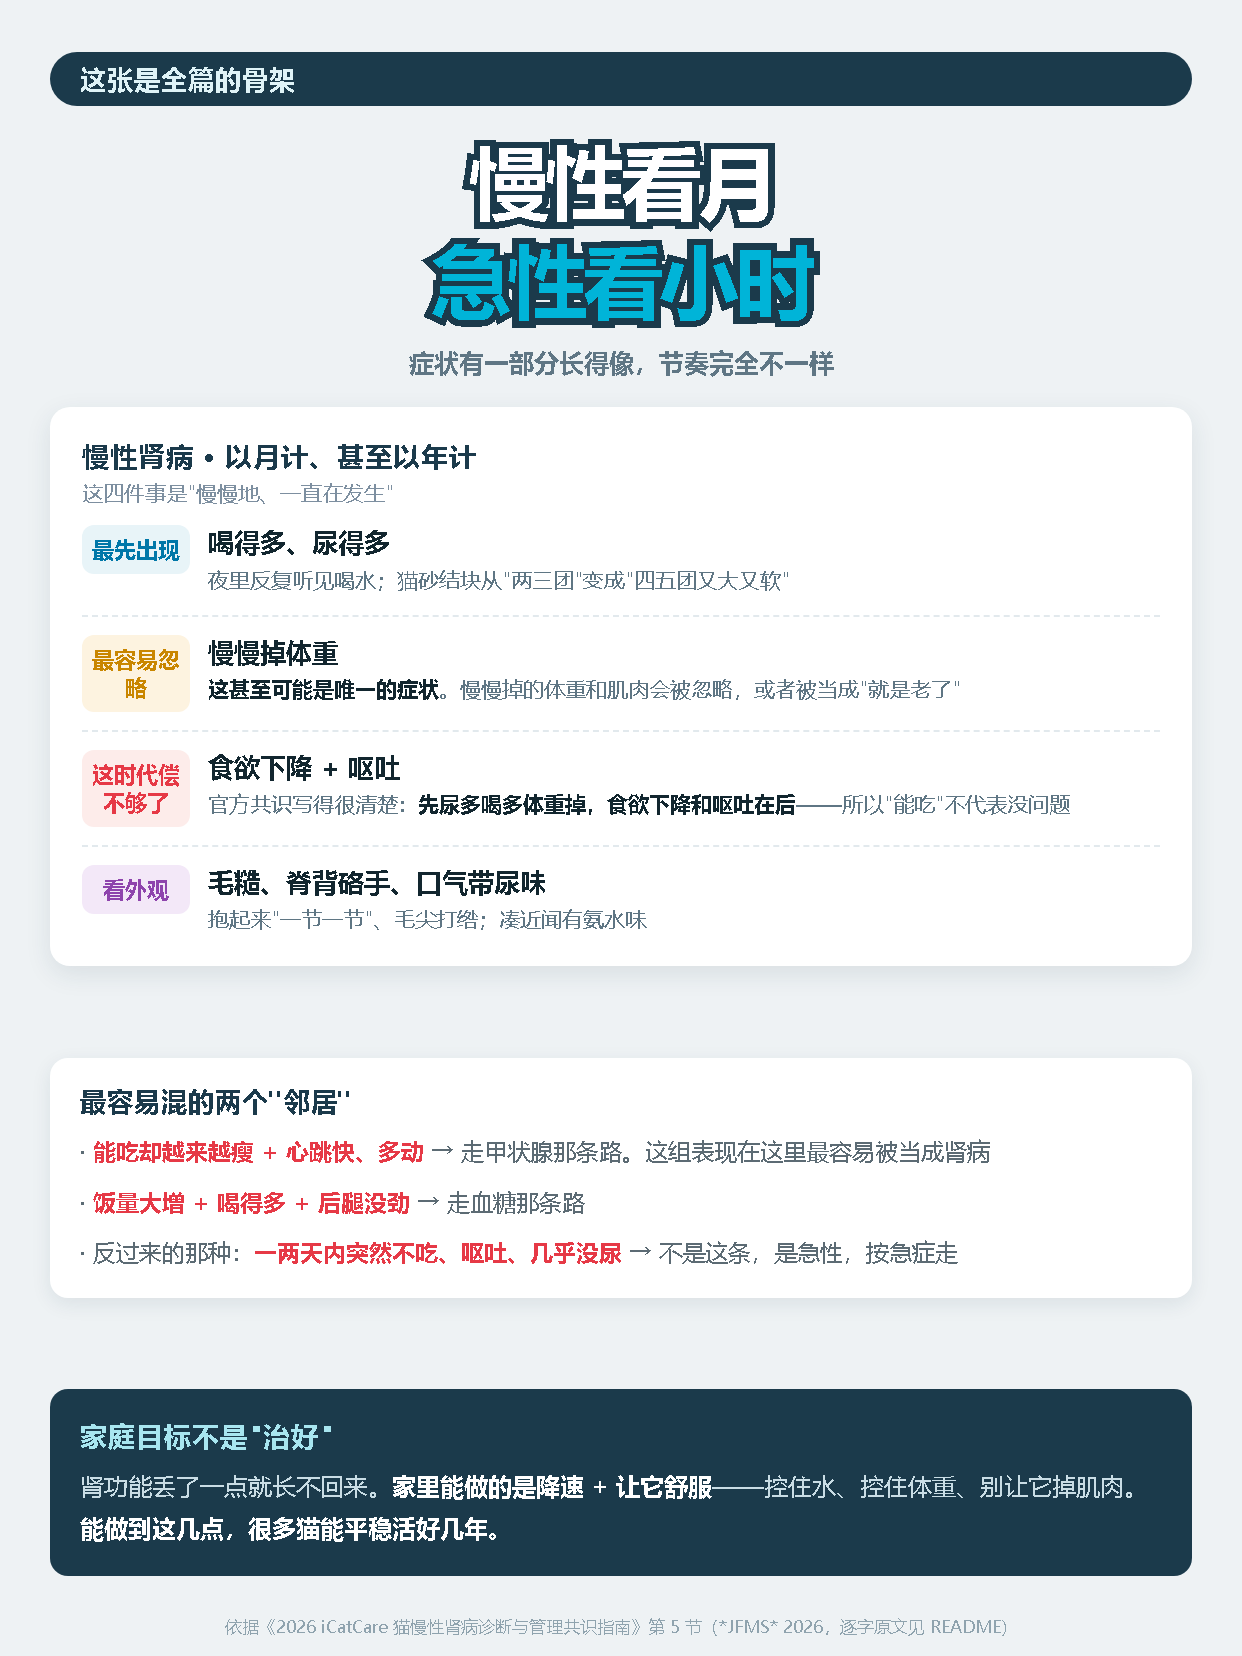 这张是全篇的骨架
慢性看月
急性看小时
症状有一部分长得像，节奏完全不一样
慢性肾病 • 以月计、甚至以年计
这四件事是"慢慢地、一直在发生"
最先出现
喝得多、尿得多
夜里反复听见喝水；猫砂结块从"两三团"变成"四五团又大又软"
最容易忽
略
慢慢掉体重
这甚至可能是唯一的症状。慢慢掉的体重和肌肉会被忽略，或者被当成"就是老了"
这时代偿
不够了
食欲下降 + 呕吐
官方共识写得很清楚：先尿多喝多体重掉，食欲下降和呕吐在后——所以"能吃"不代表没问题
看外观
毛糙、脊背硌手、口气带尿味
抱起来"一节一节"、毛尖打绺；凑近闻有氨水味
最容易混的两个"邻居"
· 能吃却越来越瘦 + 心跳快、多动 → 走甲状腺那条路。这组表现在这里最容易被当成肾病
· 饭量大增 + 喝得多 + 后腿没劲 → 走血糖那条路
· 反过来的那种：一两天内突然不吃、呕吐、几乎没尿 → 不是这条，是急性，按急症走
家庭目标不是"治好"
肾功能丢了一点就长不回来。家里能做的是降速 + 让它舒服——控住水、控住体重、别让它掉肌肉。
能做到这几点，很多猫能平稳活好几年。
依据《2026 iCatCare 猫慢性肾病诊断与管理共识指南》第 5 节（*JFMS* 2026，逐字原文见 README）